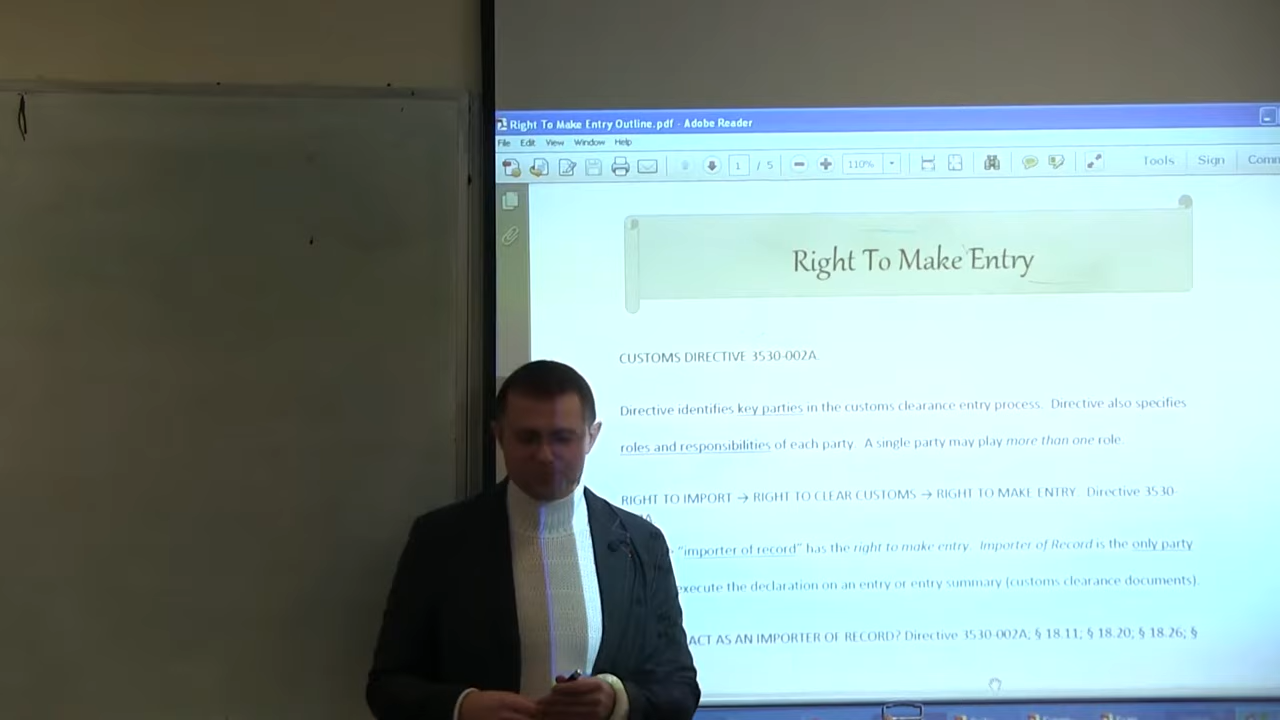 Right To Make Entry Outline.pdf - Adobe Reader
File Edit View Window Help
1 / 5 110% Tools Sign
Right To Make Entry
CUSTOMS DIRECTIVE 3530-002A.
Directive identifies key parties in the customs clearance entry process. Directive also specifies
roles and responsibilities of each party. A single party may play more than one role.
RIGHT TO IMPORT → RIGHT TO CLEAR CUSTOMS → RIGHT TO MAKE ENTRY. Directive 3530-
"importer of record" has the right to make entry. Importer of Record is the only party
execute the declaration on an entry or entry summary (customs clearance documents).
ACT AS AN IMPORTER OF RECORD? Directive 3530-002A; § 18.11; § 18.20; § 18.26; §